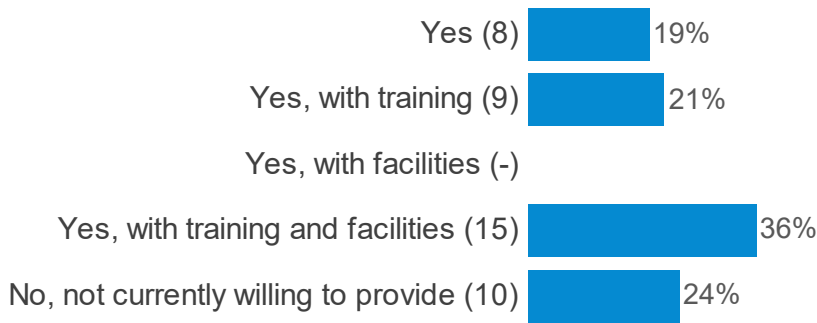 Yes (8) 19%
Yes, with training (9) 21%
Yes, with facilities (-)
Yes, with training and facilities (15) 36%
No, not currently willing to provide (10) 24%